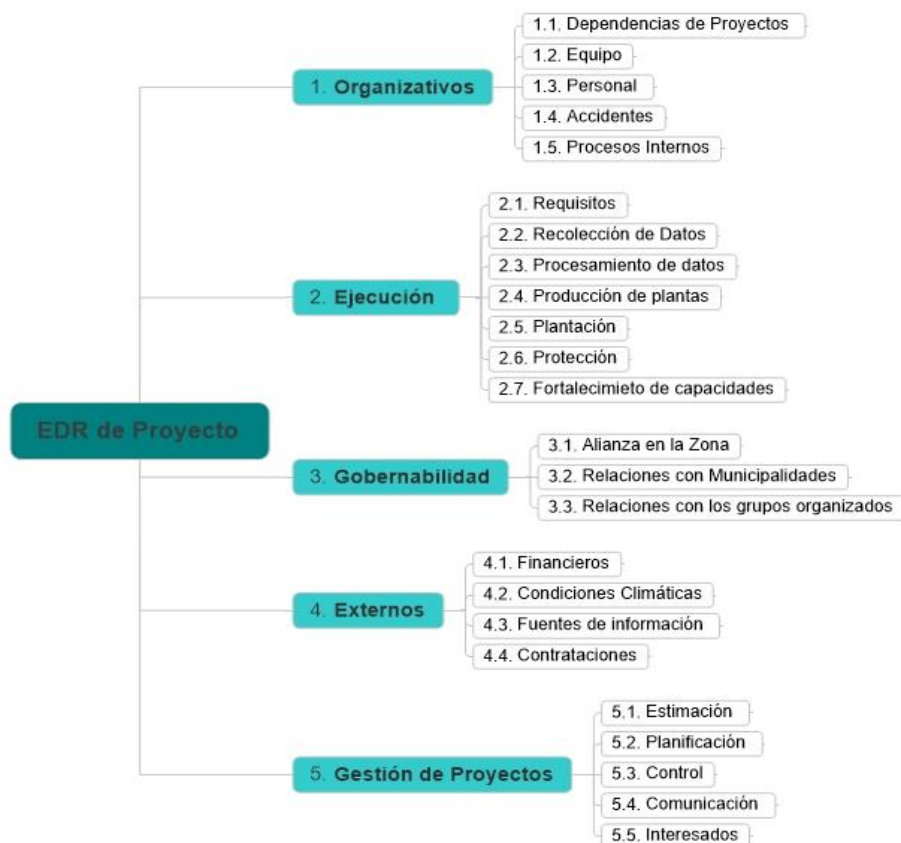 EDR de Proyecto
1. Organizativos
1.1. Dependencias de Proyectos
1.2. Equipo
1.3. Personal
1.4. Accidentes
1.5. Procesos Internos
2. Ejecución
2.1. Requisitos
2.2. Recolección de Datos
2.3. Procesamiento de datos
2.4. Producción de plantas
2.5. Plantación
2.6. Protección
2.7. Fortalecimieto de capacidades
3. Gobernabilidad
3.1. Alianza en la Zona
3.2. Relaciones con Municipalidades
3.3. Relaciones con los grupos organizados
4. Externos
4.1. Financieros
4.2. Condiciones Climáticas
4.3. Fuentes de información
4.4. Contrataciones
5. Gestión de Proyectos
5.1. Estimación
5.2. Planificación
5.3. Control
5.4. Comunicación
5.5. Interesados